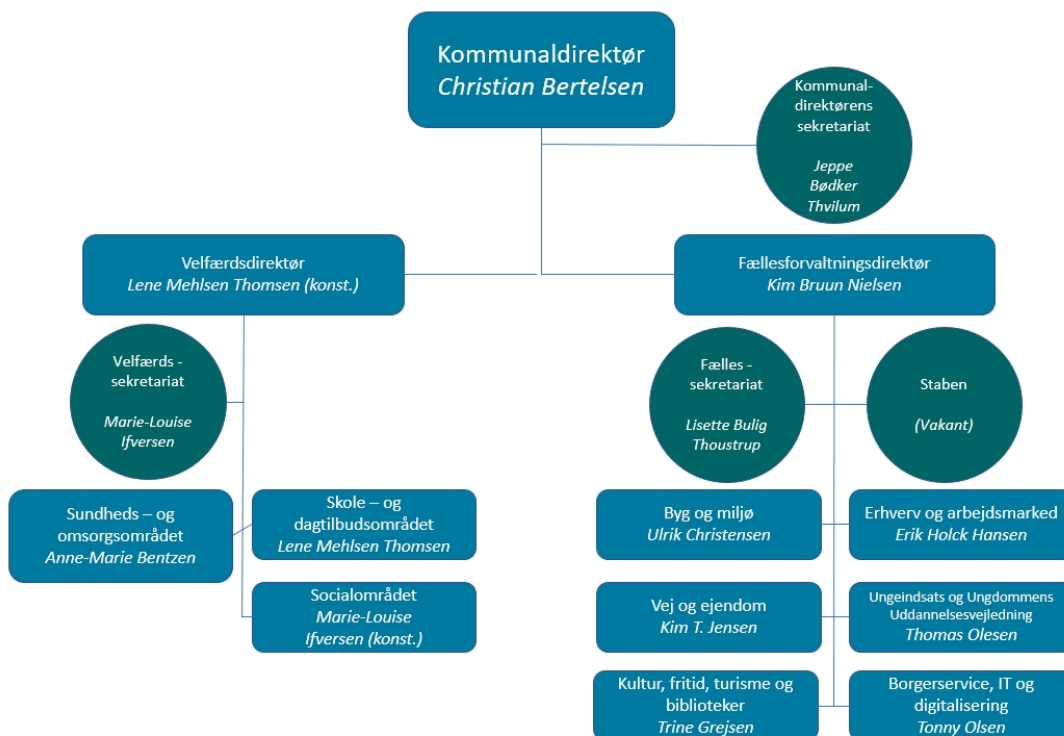 Kommunaldirektør
Christian Bertelsen
Kommunal-
direktørens
sekretariat
Jeppe
Bødker
Thvilum
Velfærdsdirektør
Lene Mehlsen Thomsen (konst.)
Fællesforvaltningsdirektør
Kim Bruun Nielsen
Velfærds -
sekretariat
Marie-Louise
Ifversen
Fælles -
sekretariat
Lisette Bulig
Thoustrup
Staben
(Vakant)
Sundheds – og
omsorgsområdet
Anne-Marie Bentzen
Skole – og
dagtilbudsområdet
Lene Mehlsen Thomsen
Socialområdet
Marie-Louise
Ifversen (konst.)
Byg og miljø
Ulrik Christensen
Erhverv og arbejdsmarked
Erik Holck Hansen
Vej og ejendom
Kim T. Jensen
Ungeindsats og Ungdommens
Uddannelsesvejledning
Thomas Olesen
Kultur, fritid, turisme og
biblioteker
Trine Grejsen
Borgerservice, IT og
digitalisering
Tonny Olsen